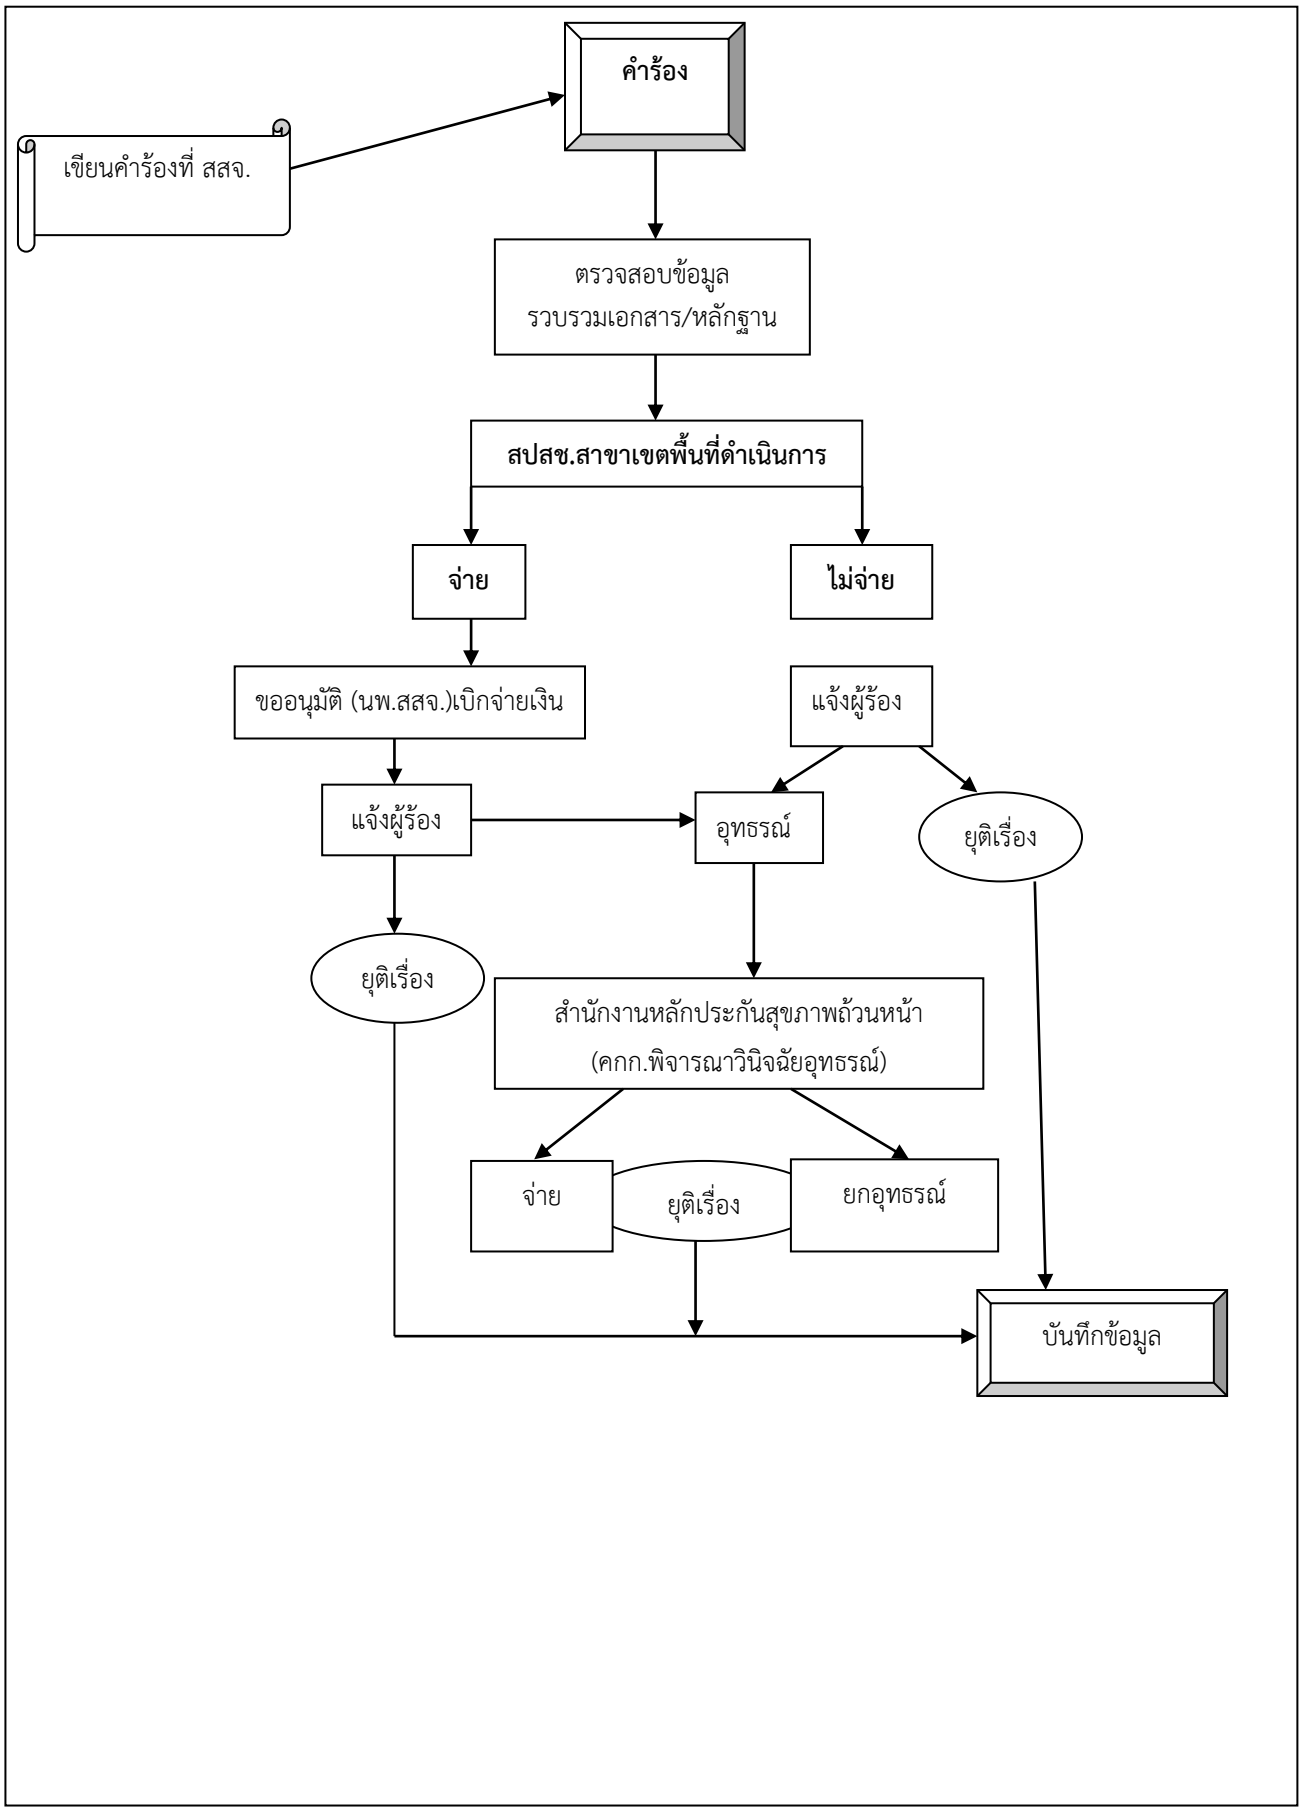 คำร้อง
เขียนคำร้องที่ สสจ.
ตรวจสอบข้อมูล
รวบรวมเอกสาร/หลักฐาน
สปสช.สาขาเขตพื้นที่ดำเนินการ
จ่าย
ไม่จ่าย
ขออนุมัติ (นพ.สสจ.)เบิกจ่ายเงิน
แจ้งผู้ร้อง
แจ้งผู้ร้อง
อุทธรณ์
ยุติเรื่อง
ยุติเรื่อง
สำนักงานหลักประกันสุขภาพถ้วนหน้า
(คกก.พิจารณาวินิจฉัยอุทธรณ์)
จ่าย
ยุติเรื่อง
ยกอุทธรณ์
บันทึกข้อมูล